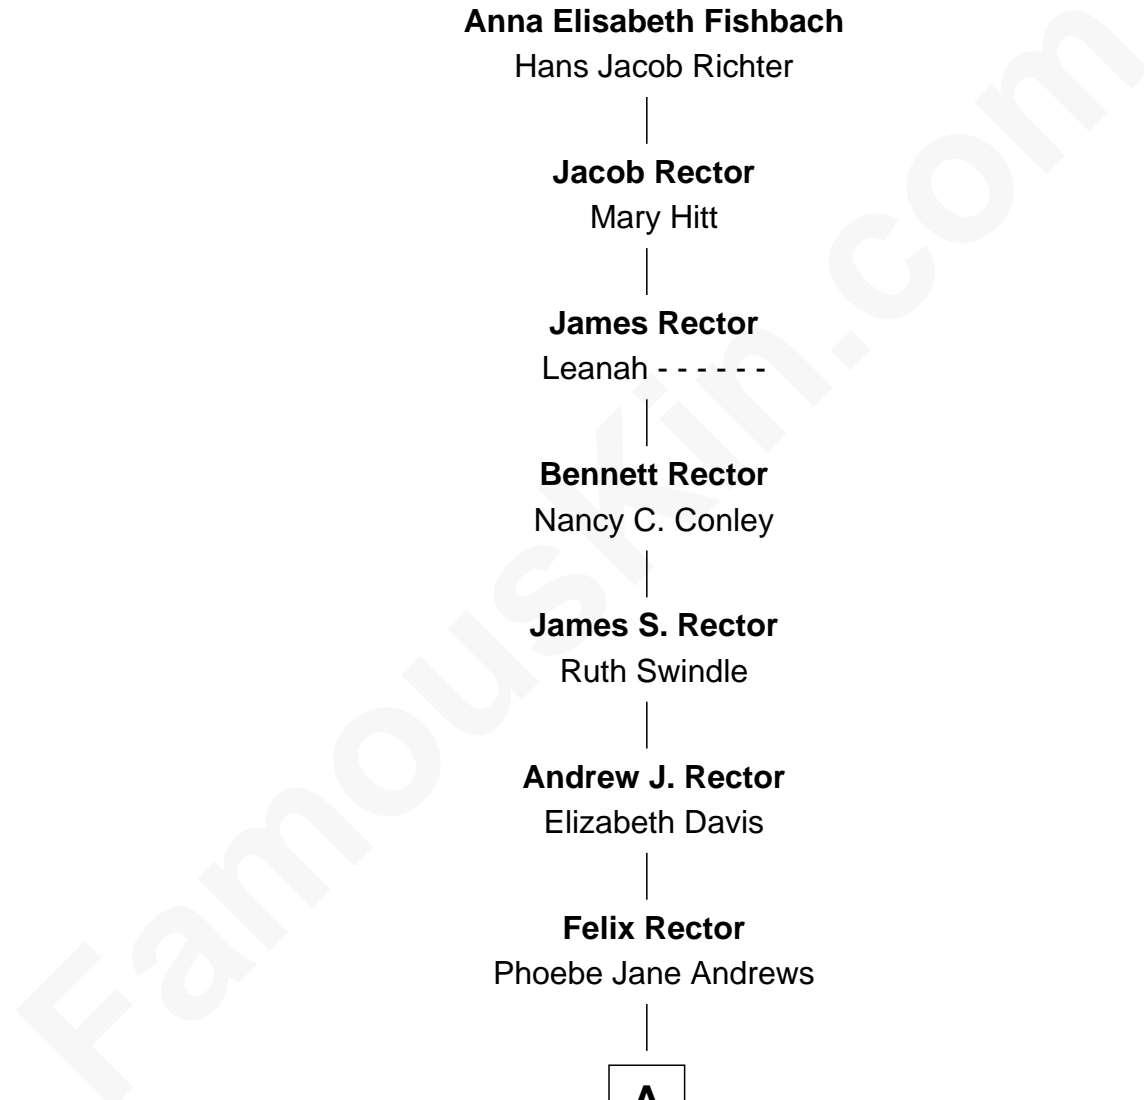 Anna Elisabeth Fishbach
Hans Jacob Richter
Jacob Rector
Mary Hitt
James Rector
Leanah - - - - - -
Bennett Rector
Nancy C. Conley
James S. Rector
Ruth Swindle
Andrew J. Rector
Elizabeth Davis
Felix Rector
Phoebe Jane Andrews
A
FamousKin.com